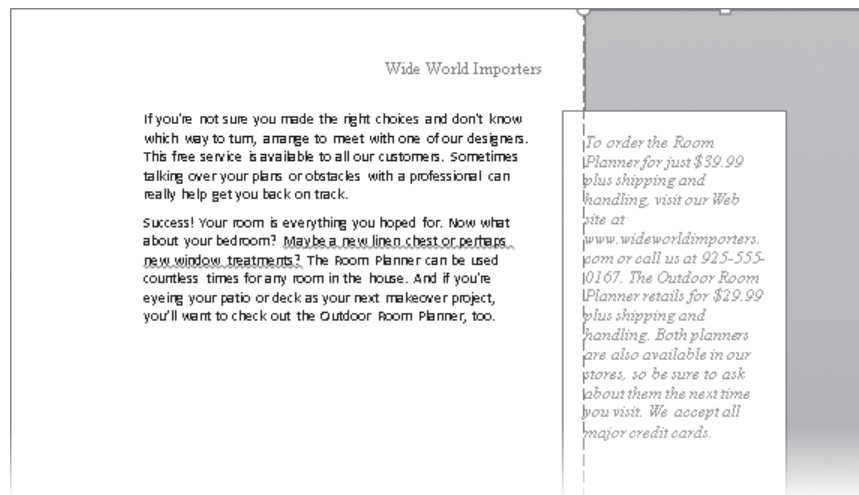 Wide World Importers
If you're not sure you made the right choices and don't know
which way to turn, arrange to meet with one of our designers.
This free service is available to all our customers. Sometimes
talking over your plans or obstacles with a professional can
really help get you back on track.
Success! Your room is everything you hoped for. Now what
about your bedroom? Maybe a new linen chest or perhaps
new window treatments? The Room Planner can be used
countless times for any room in the house. And if you're
eyeing your patio or deck as your next makeover project,
you'll want to check out the Outdoor Room Planner, too.
To order the Room
Planner for just $39.99
plus shipping and
handling, visit our Web
site at
www.wideworldimporters.
com or call us at 925-555-
0167. The Outdoor Room
Planner retails for $29.99
plus shipping and
handling. Both planners
are also available in our
stores, so be sure to ask
about them the next time
you visit. We accept all
major credit cards.